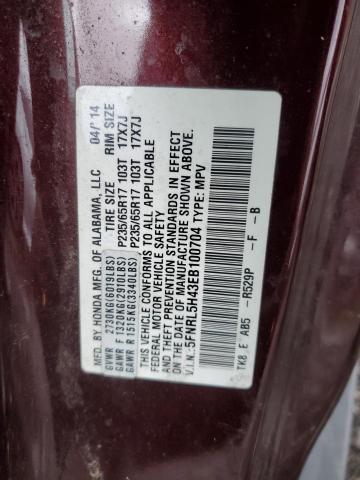 MFD. BY HONDA MFG. OF ALABAMA, LLC 04/'14
TIRE SIZE RIM SIZE
GVWR 2730KG(6019LBS)
GAWR F 1320KG(2910LBS) P235/65R17 103T 17X7J
GAWR R 1515KG(3340LBS) P235/65R17 103T 17X7J
THIS VEHICLE CONFORMS TO ALL APPLICABLE
FEDERAL MOTOR VEHICLE SAFETY
AND THEFT PREVENTION STANDARDS IN EFFECT
ON THE DATE OF MANUFACTURE SHOWN ABOVE.
V.I.N.:5FNRL5H43EB100704 TYPE: MPV
TK8 E AB5 -R529P -F -B